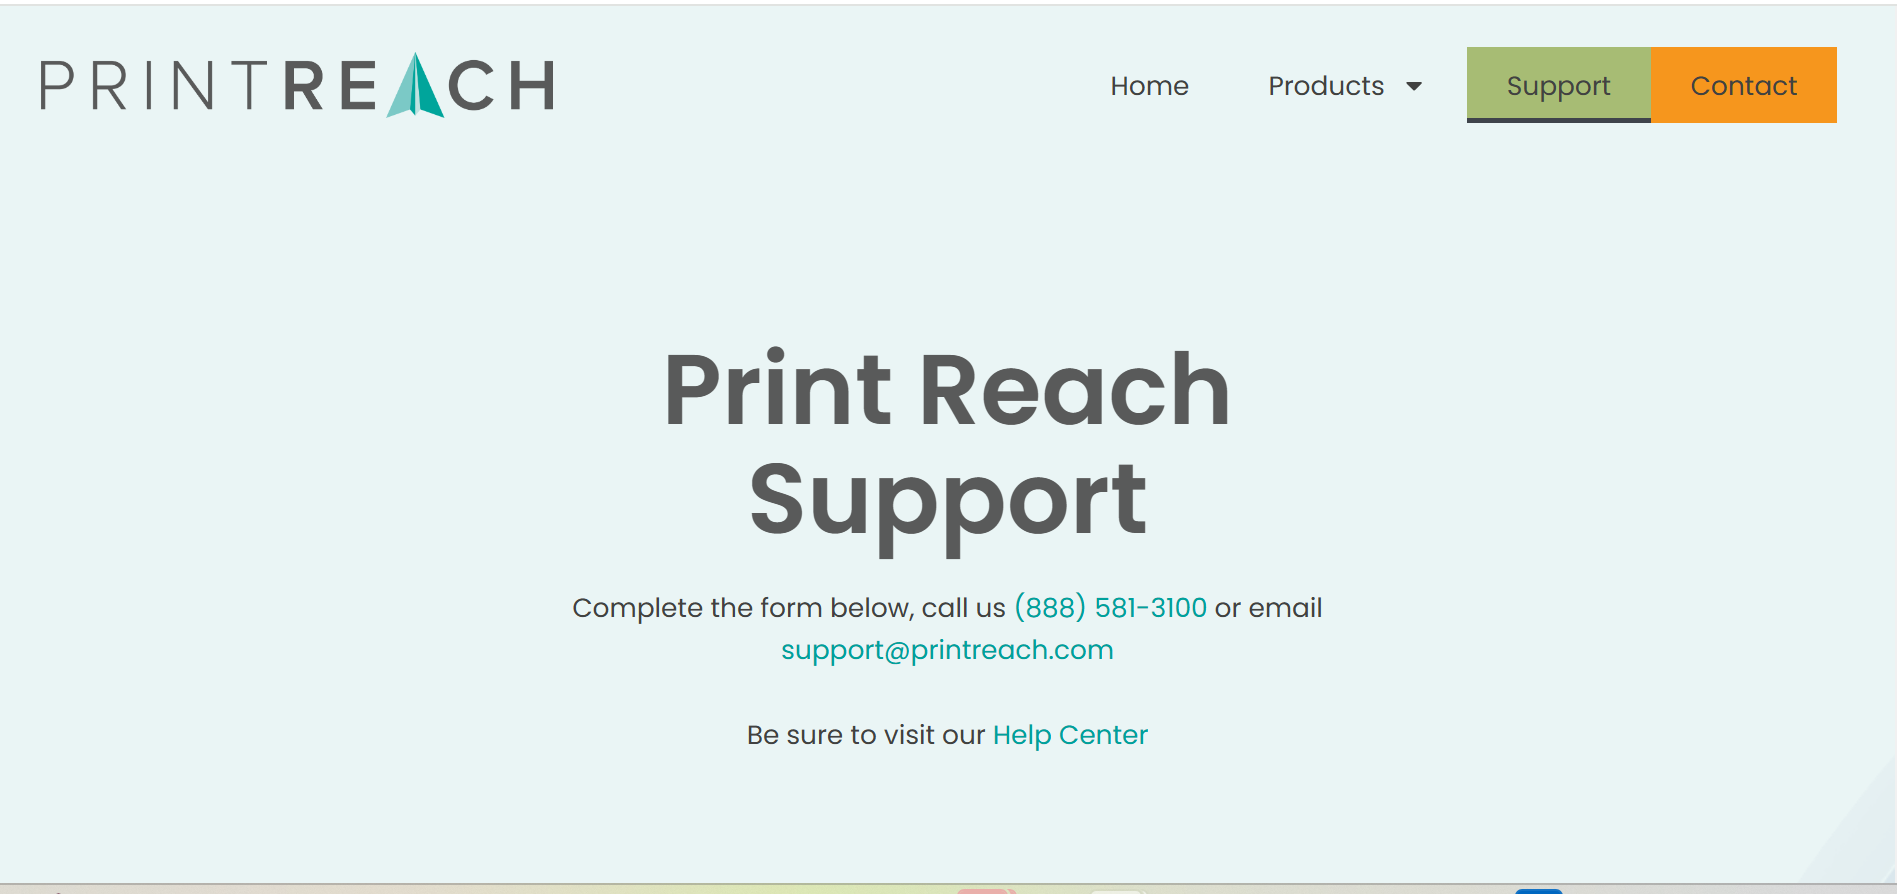 PRINTREACH
Home
Products
Support
Contact
Print Reach
Support
Complete the form below, call us (888) 581-3100 or email
support@printreach.com
Be sure to visit our Help Center